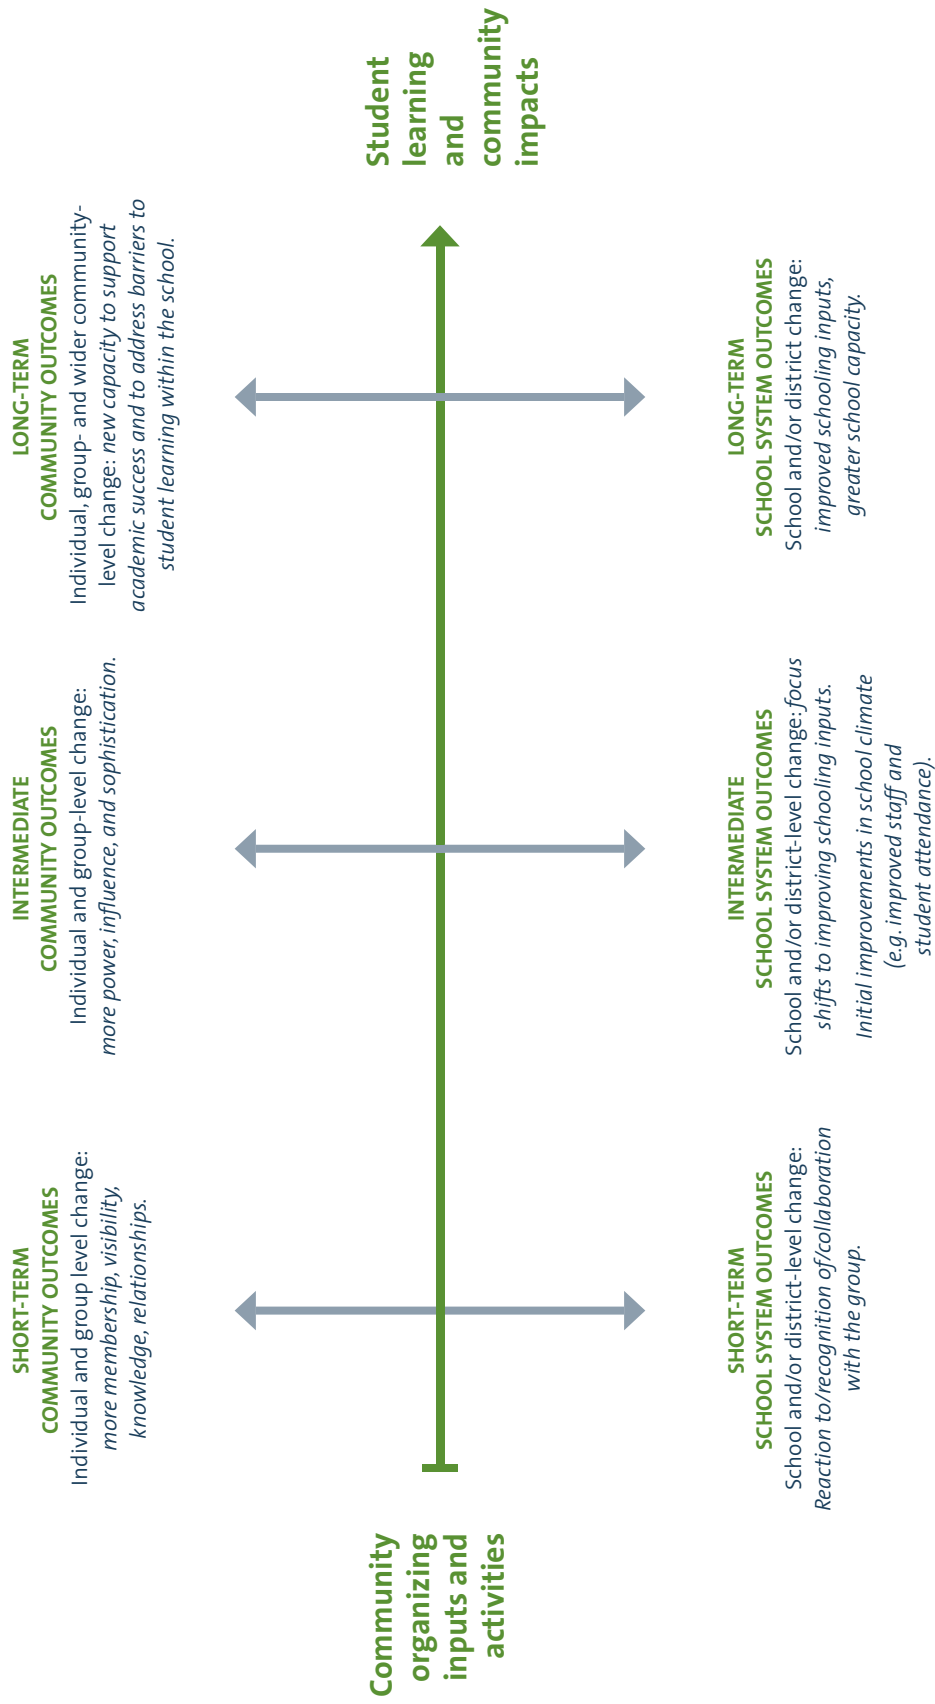 SHORT-TERM
COMMUNITY OUTCOMES
Individual and group level change:
more membership, visibility,
knowledge, relationships.
INTERMEDIATE
COMMUNITY OUTCOMES
Individual and group-level change:
more power, influence, and sophistication.
LONG-TERM
COMMUNITY OUTCOMES
Individual, group- and wider community-
level change: new capacity to support
academic success and to address barriers to
student learning within the school.
Community
organizing
inputs and
activities
Student
learning
and
community
impacts
SHORT-TERM
SCHOOL SYSTEM OUTCOMES
School and/or district-level change:
Reaction to/recognition of/collaboration
with the group.
INTERMEDIATE
SCHOOL SYSTEM OUTCOMES
School and/or district-level change: focus
shifts to improving schooling inputs.
Initial improvements in school climate
(e.g. improved staff and
student attendance).
LONG-TERM
SCHOOL SYSTEM OUTCOMES
School and/or district change:
improved schooling inputs,
greater school capacity.